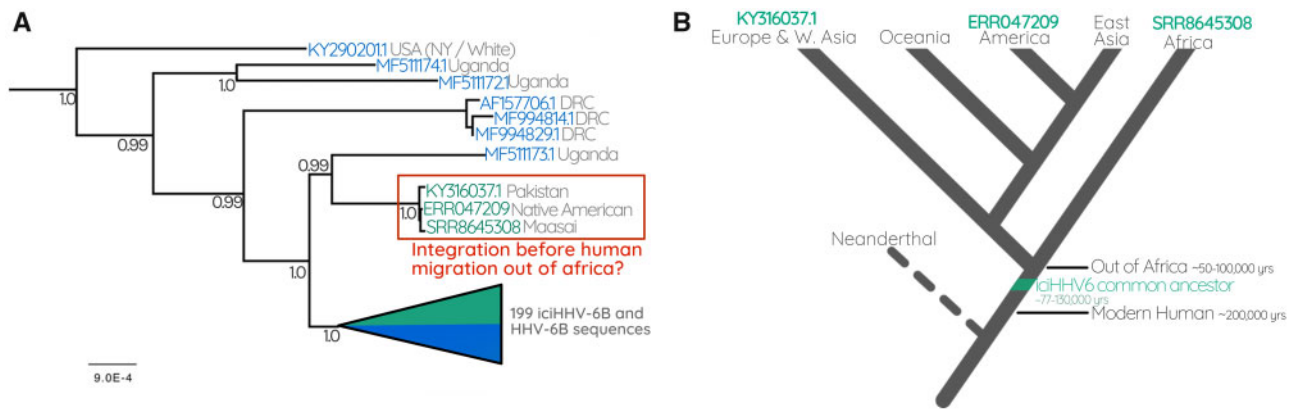 A
KY290201.1 USA (NY / White)
MF511174.1 Uganda
1.0
MF511172.1 Uganda
1.0
AF157706.1 DRC
MF994814.1 DRC
MF994829.1 DRC
0.99
MF511173.1 Uganda
0.99
KY316037.1 Pakistan
0.99
1.0
ERR047209 Native American
SRR8645308 Maasai
Integration before human
migration out of africa?
1.0
199 iciHHV-6B and
HHV-6B sequences
1.0
9.0E-4
B
KY316037.1
Europe & W. Asia
Oceania
ERR047209
America
East
Asia
SRR8645308
Africa
Neanderthal
Out of Africa ~50-100,000 yrs
iciHHV6 common ancestor
~77-130,000 yrs
Modern Human ~200,000 yrs